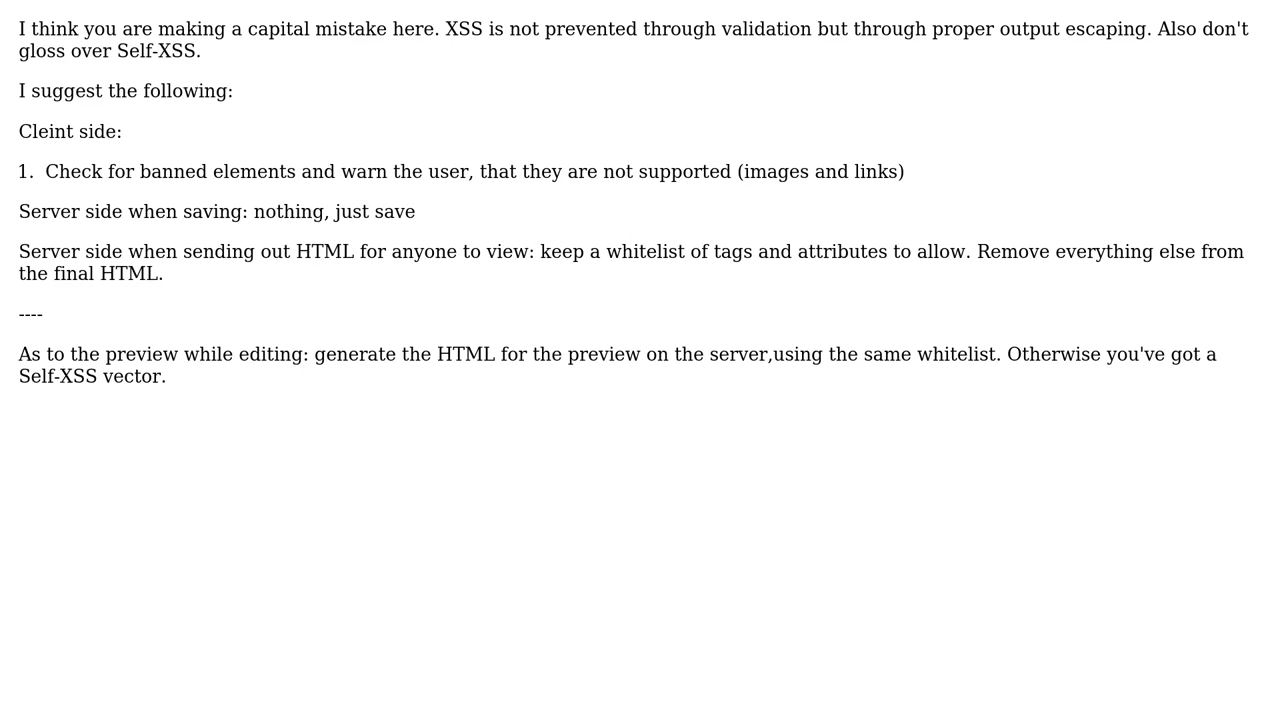 I think you are making a capital mistake here. XSS is not prevented through validation but through proper output escaping. Also don't
gloss over Self-XSS.
I suggest the following:
Cleint side:
1. Check for banned elements and warn the user, that they are not supported (images and links)
Server side when saving: nothing, just save
Server side when sending out HTML for anyone to view: keep a whitelist of tags and attributes to allow. Remove everything else from
the final HTML.
----
As to the preview while editing: generate the HTML for the preview on the server,using the same whitelist. Otherwise you've got a
Self-XSS vector.